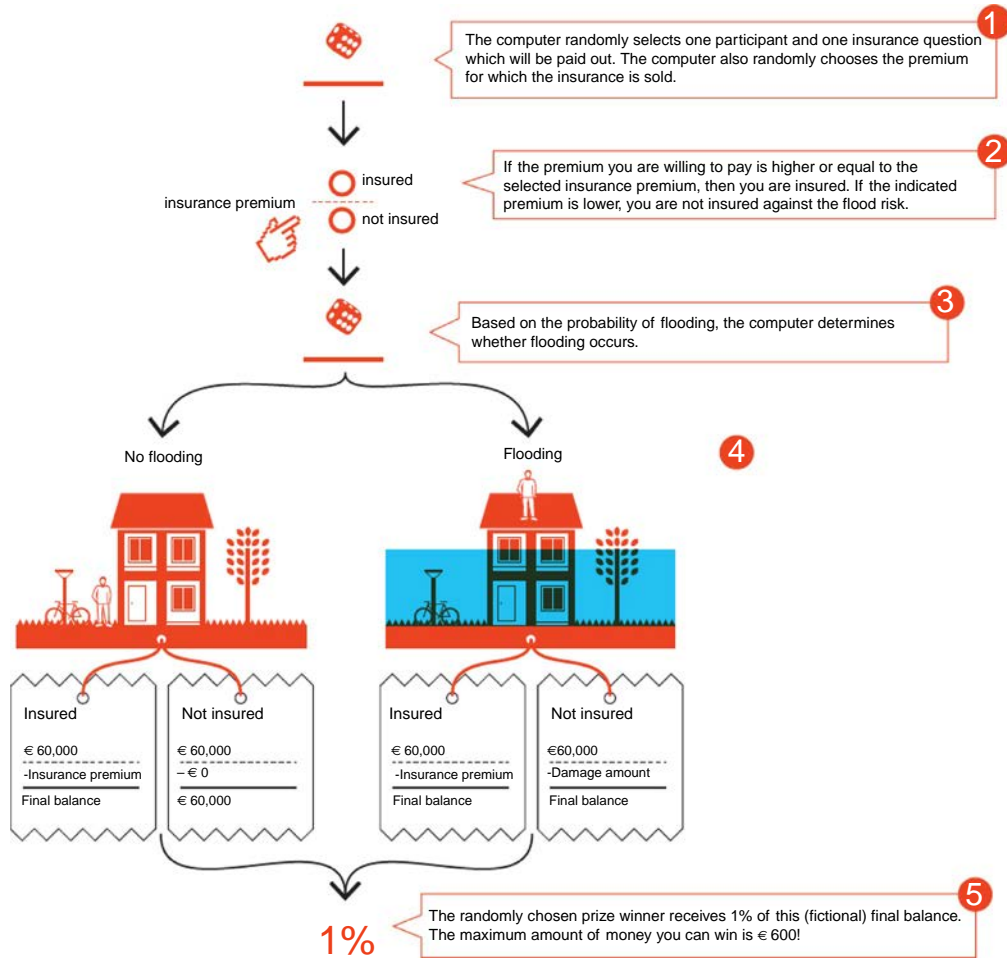 1
The computer randomly selects one participant and one insurance question
which will be paid out. The computer also randomly chooses the premium
for which the insurance is sold.
2
If the premium you are willing to pay is higher or equal to the
selected insurance premium, then you are insured. If the indicated
premium is lower, you are not insured against the flood risk.
insured
insurance premium
not insured
3
Based on the probability of flooding, the computer determines
whether flooding occurs.
No flooding
Flooding
4
Insured
€ 60,000
-Insurance premium
Final balance
Not insured
€ 60,000
– € 0
€ 60,000
Insured
€ 60,000
-Insurance premium
Final balance
Not insured
€60,000
-Damage amount
Final balance
1%
5
The randomly chosen prize winner receives 1% of this (fictional) final balance.
The maximum amount of money you can win is € 600!